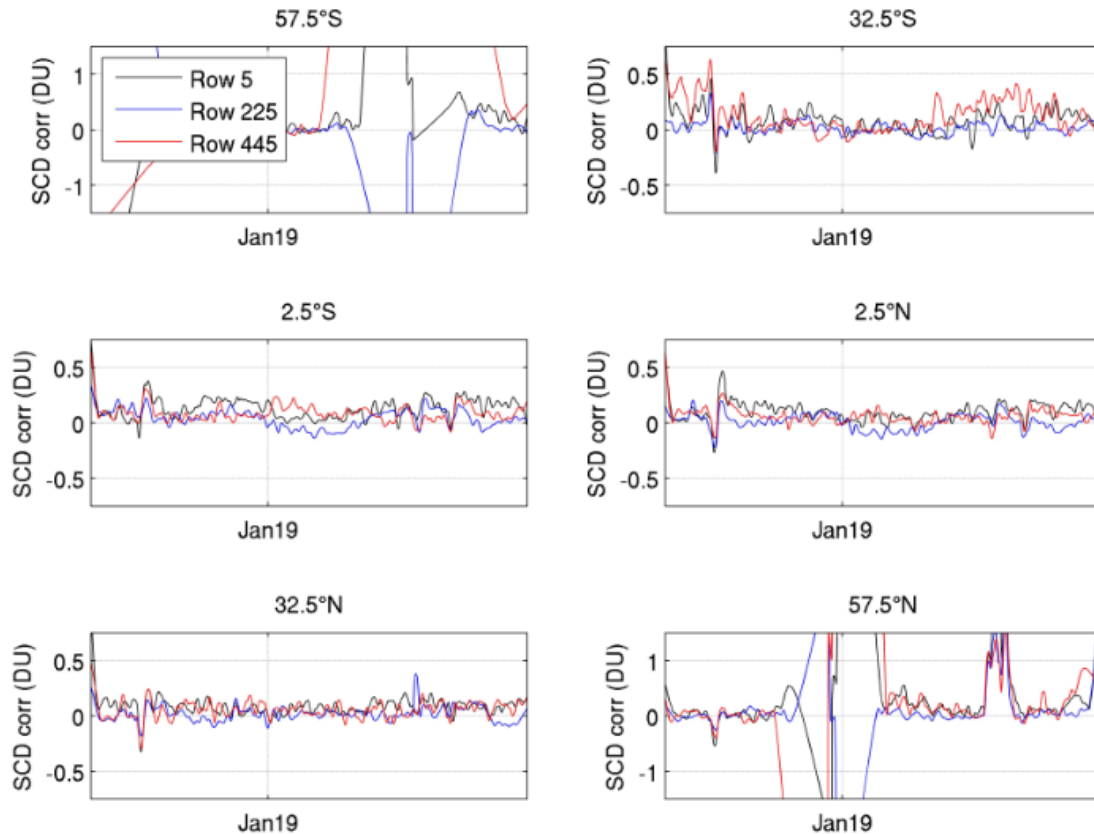 57.5°S
SCD corr (DU)
1
0
-1
Row 5
Row 225
Row 445
Jan19
32.5°S
SCD corr (DU)
0.5
0
-0.5
Jan19
2.5°S
SCD corr (DU)
0.5
0
-0.5
Jan19
2.5°N
SCD corr (DU)
0.5
0
-0.5
Jan19
32.5°N
SCD corr (DU)
0.5
0
-0.5
Jan19
57.5°N
SCD corr (DU)
1
0
-1
Jan19